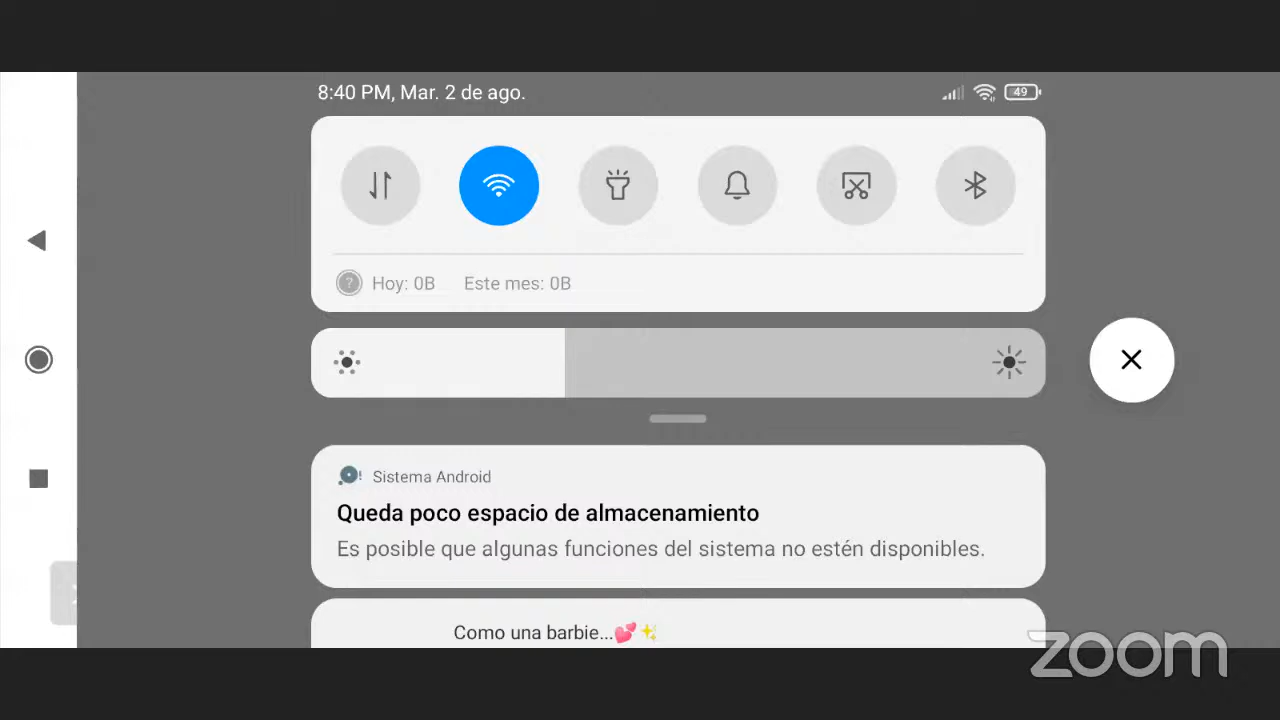 8:40 PM, Mar. 2 de ago.
49
Hoy: 0B Este mes: 0B
Sistema Android
Queda poco espacio de almacenamiento
Es posible que algunas funciones del sistema no estén disponibles.
Como una barbie...💕✨
zoom